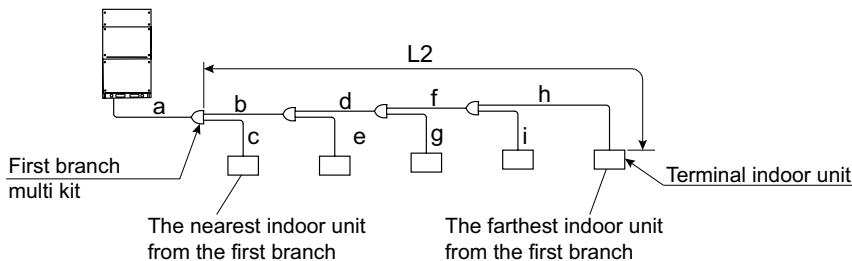 L2
a
b
d
f
h
c
e
g
i
First branch
multi kit
Terminal indoor unit
The nearest indoor unit
from the first branch
The farthest indoor unit
from the first branch